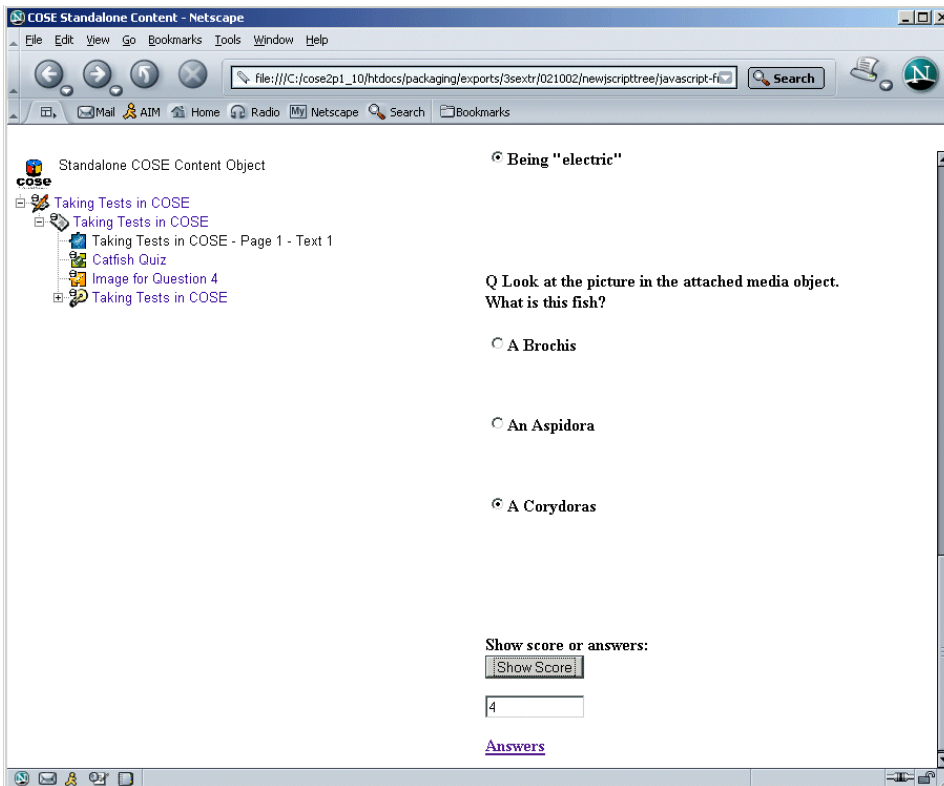 COSE Standalone Content - Netscape
File Edit View Go Bookmarks Tools Window Help
file:///C:/cose2p1_10/htdocs/packaging/exports/3sextr/021002/newjscripttree/javascript-f
Search
N
Mail AIM Home Radio My Netscape Search Bookmarks
cose
Standalone COSE Content Object
Taking Tests in COSE
Taking Tests in COSE
Taking Tests in COSE - Page 1 - Text 1
Catfish Quiz
Image for Question 4
Taking Tests in COSE
Being "electric"
Q Look at the picture in the attached media object.
What is this fish?
A Brochis
An Aspidora
A Corydoras
Show score or answers:
Show Score
4
Answers